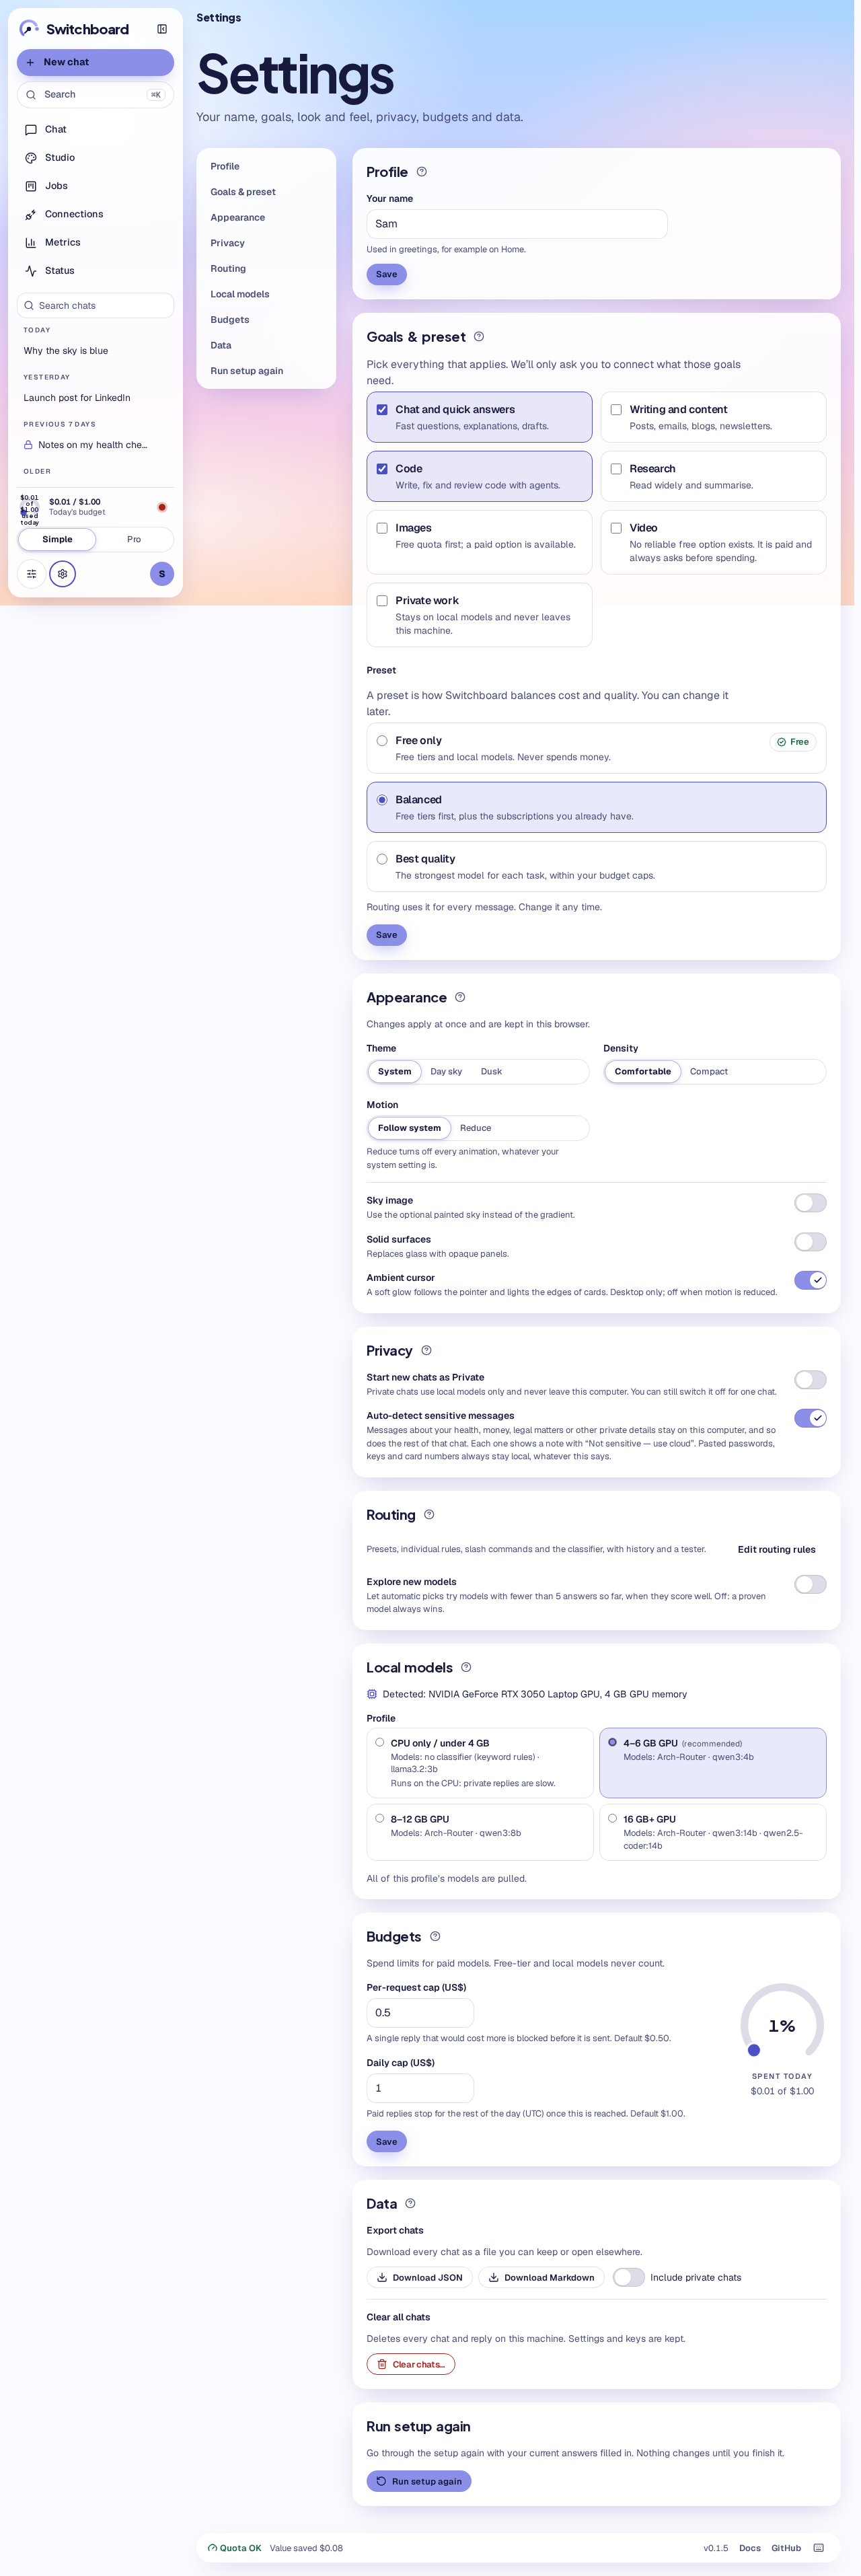 Switchboard
New chat
Search
⌘K
Chat
Studio
Jobs
Connections
Metrics
Status
Search chats
TODAY
Why the sky is blue
YESTERDAY
Launch post for LinkedIn
PREVIOUS 7 DAYS
Notes on my health che...
OLDER
$0.01
of
$1.00
used
today
$0.01 / $1.00
Today's budget
Simple
Pro
S
Settings
Settings
Your name, goals, look and feel, privacy, budgets and data.
Profile
Goals & preset
Appearance
Privacy
Routing
Local models
Budgets
Data
Run setup again
Profile
Your name
Sam
Used in greetings, for example on Home.
Save
Goals & preset
Pick everything that applies. We'll only ask you to connect what those goals
need.
Chat and quick answers
Fast questions, explanations, drafts.
Writing and content
Posts, emails, blogs, newsletters.
Code
Write, fix and review code with agents.
Research
Read widely and summarise.
Images
Free quota first; a paid option is available.
Video
No reliable free option exists. It is paid and
always asks before spending.
Private work
Stays on local models and never leaves
this machine.
Preset
A preset is how Switchboard balances cost and quality. You can change it
later.
Free only
Free tiers and local models. Never spends money.
Free
Balanced
Free tiers first, plus the subscriptions you already have.
Best quality
The strongest model for each task, within your budget caps.
Routing uses it for every message. Change it any time.
Save
Appearance
Changes apply at once and are kept in this browser.
Theme
System
Day sky
Dusk
Density
Comfortable
Compact
Motion
Follow system
Reduce
Reduce turns off every animation, whatever your
system setting is.
Sky image
Use the optional painted sky instead of the gradient.
Solid surfaces
Replaces glass with opaque panels.
Ambient cursor
A soft glow follows the pointer and lights the edges of cards. Desktop only; off when motion is reduced.
Privacy
Start new chats as Private
Private chats use local models only and never leave this computer. You can still switch it off for one chat.
Auto-detect sensitive messages
Messages about your health, money, legal matters or other private details stay on this computer, and so
does the rest of that chat. Each one shows a note with “Not sensitive — use cloud”. Pasted passwords,
keys and card numbers always stay local, whatever this says.
Routing
Presets, individual rules, slash commands and the classifier, with history and a tester.
Edit routing rules
Explore new models
Let automatic picks try models with fewer than 5 answers so far, when they score well. Off: a proven
model always wins.
Local models
Detected: NVIDIA GeForce RTX 3050 Laptop GPU, 4 GB GPU memory
Profile
CPU only / under 4 GB
Models: no classifier (keyword rules) ·
llama3.2:3b
Runs on the CPU: private replies are slow.
4–6 GB GPU (recommended)
Models: Arch-Router · qwen3:4b
8–12 GB GPU
Models: Arch-Router · qwen3:8b
16 GB+ GPU
Models: Arch-Router · qwen3:14b · qwen2.5-
coder:14b
All of this profile's models are pulled.
Budgets
Spend limits for paid models. Free-tier and local models never count.
Per-request cap (US$)
0.5
A single reply that would cost more is blocked before it is sent. Default $0.50.
Daily cap (US$)
1
Paid replies stop for the rest of the day (UTC) once this is reached. Default $1.00.
Save
1%
SPENT TODAY
$0.01 of $1.00
Data
Export chats
Download every chat as a file you can keep or open elsewhere.
Download JSON
Download Markdown
Include private chats
Clear all chats
Deletes every chat and reply on this machine. Settings and keys are kept.
Clear chats...
Run setup again
Go through the setup again with your current answers filled in. Nothing changes until you finish it.
Run setup again
Quota OK
Value saved $0.08
v0.1.5
Docs
GitHub